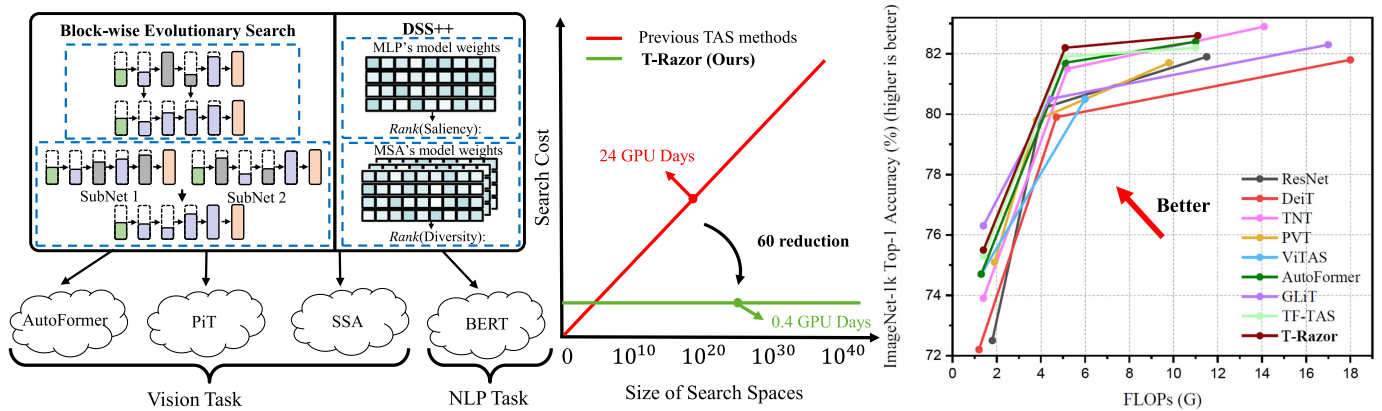 Block-wise Evolutionary Search
SubNet 1
SubNet 2
DSS++
MLP's model weights
Rank(Saliency):
MSA's model weights
Rank(Diversity):
AutoFormer
PiT
SSA
BERT
Vision Task
NLP Task
Previous TAS methods
T-Razor (Ours)
Search Cost
24 GPU Days
60 reduction
0.4 GPU Days
0 10^10 10^20 10^30 10^40
Size of Search Spaces
ImageNet-1k Top-1 Accuracy (%) (higher is better)
82
80
78
76
74
72
Better
ResNet
DeiT
TNT
PVT
ViTAS
AutoFormer
GLiT
TF-TAS
T-Razor
0 2 4 6 8 10 12 14 16 18
FLOPs (G)